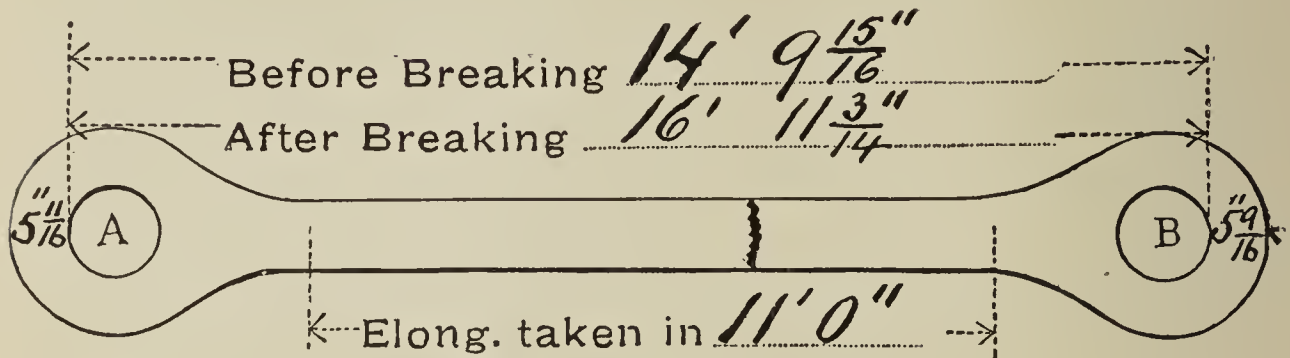 Before Breaking 14' 9 15/16"
After Breaking 16' 11 3/14"
5 11/16" A B 5 9/16"
Elong. taken in 11' 0"